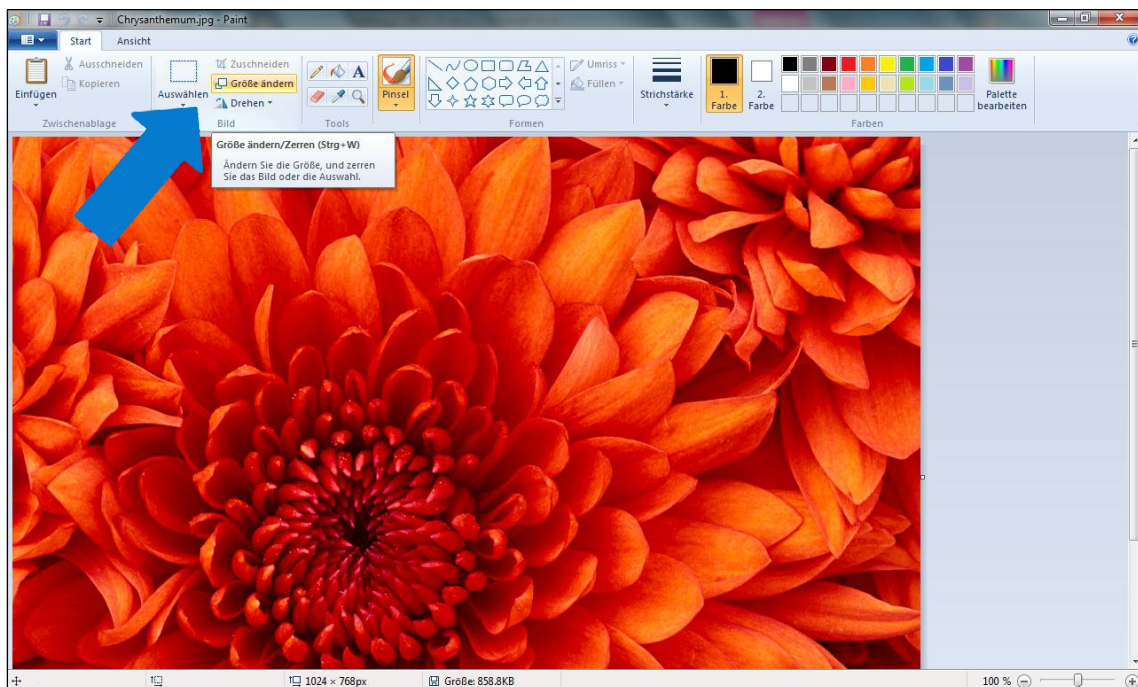 Chrysanthemum.jpg - Paint
Start Ansicht
Einfügen
Ausschneiden
Kopieren
Zwischenablage
Auswählen
Zuschneiden
Größe ändern
Drehen
Bild
A
Tools
Pinsel
Formen
Umriss
Füllen
Strichstärke
1.
Farbe
2.
Farbe
Farben
Palette
bearbeiten
Größe ändern/Zerren (Strg+W)
Ändern Sie die Größe, und zerren
Sie das Bild oder die Auswahl.
1024 × 768px
Größe: 858.8KB
100 %